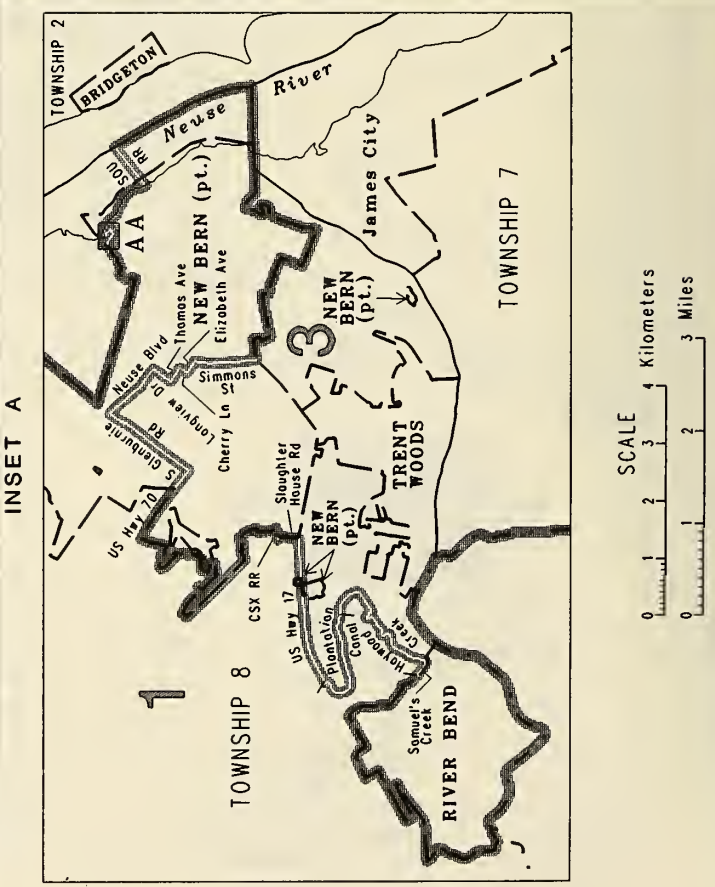 INSET A
TOWNSHIP 2
BRIDGETON
Neuse
River
SOU
RR
AA
NEW BERN (pt.)
Thomas Ave
Elizabeth Ave
Neuse Blvd
Longview Dr
Cherry Ln
Simmons
St
S Glenburnie
Rd
US Hwy 70
James City
TOWNSHIP 7
NEW
BERN
(pt.)
3
Slaughter
House Rd
CSX RR
NEW
BERN
(pt.)
TRENT
WOODS
US Hwy 17
Plantation
Canal
Haywood
Creek
Samuel's
Creek
1
TOWNSHIP 8
RIVER BEND
SCALE
0 1 2 3 4 Kilometers
0 1 2 3 Miles